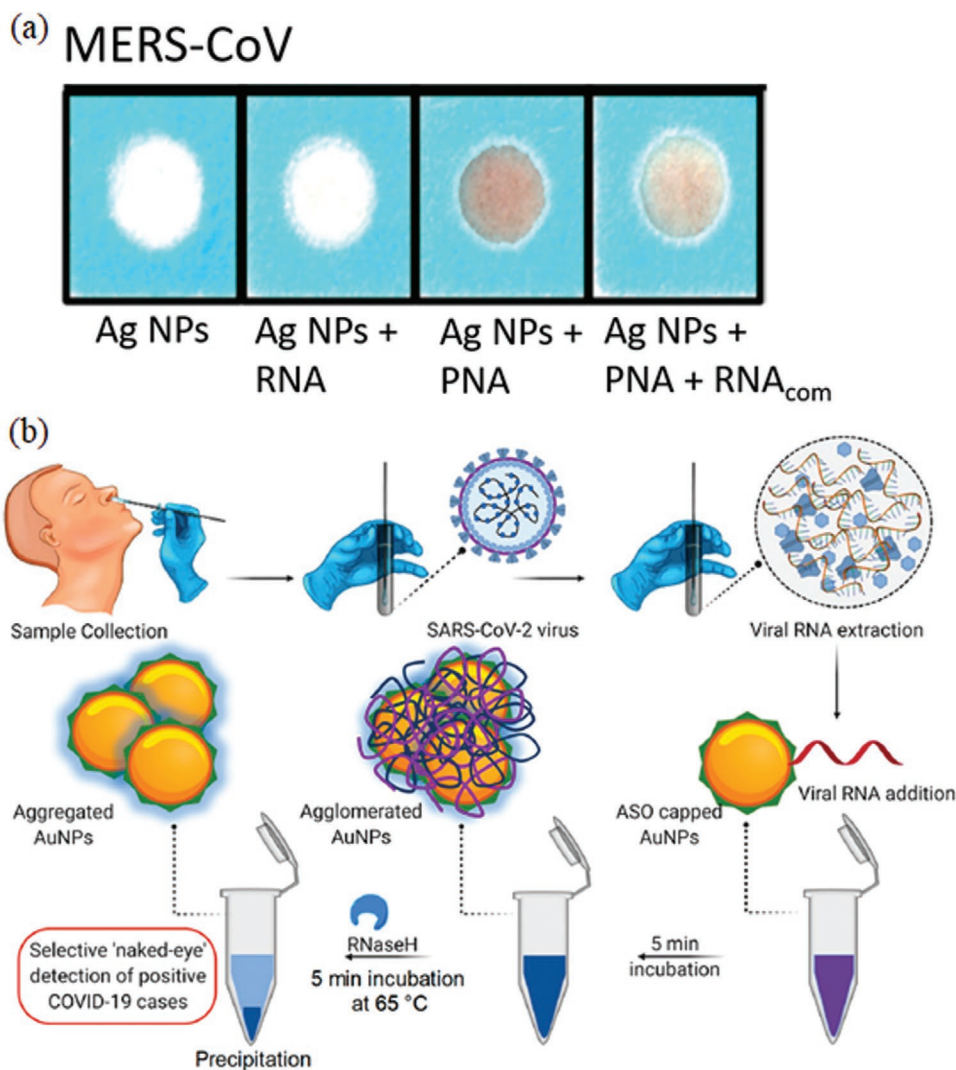 (a) MERS-CoV
Ag NPs
Ag NPs +
RNA
Ag NPs +
PNA
Ag NPs +
PNA + RNAcom
(b)
Sample Collection
SARS-CoV-2 virus
Viral RNA extraction
Aggregated
AuNPs
Agglomerated
AuNPs
ASO capped
AuNPs
Viral RNA addition
Selective 'naked-eye'
detection of positive
COVID-19 cases
RNaseH
5 min incubation
at 65 °C
5 min
incubation
Precipitation